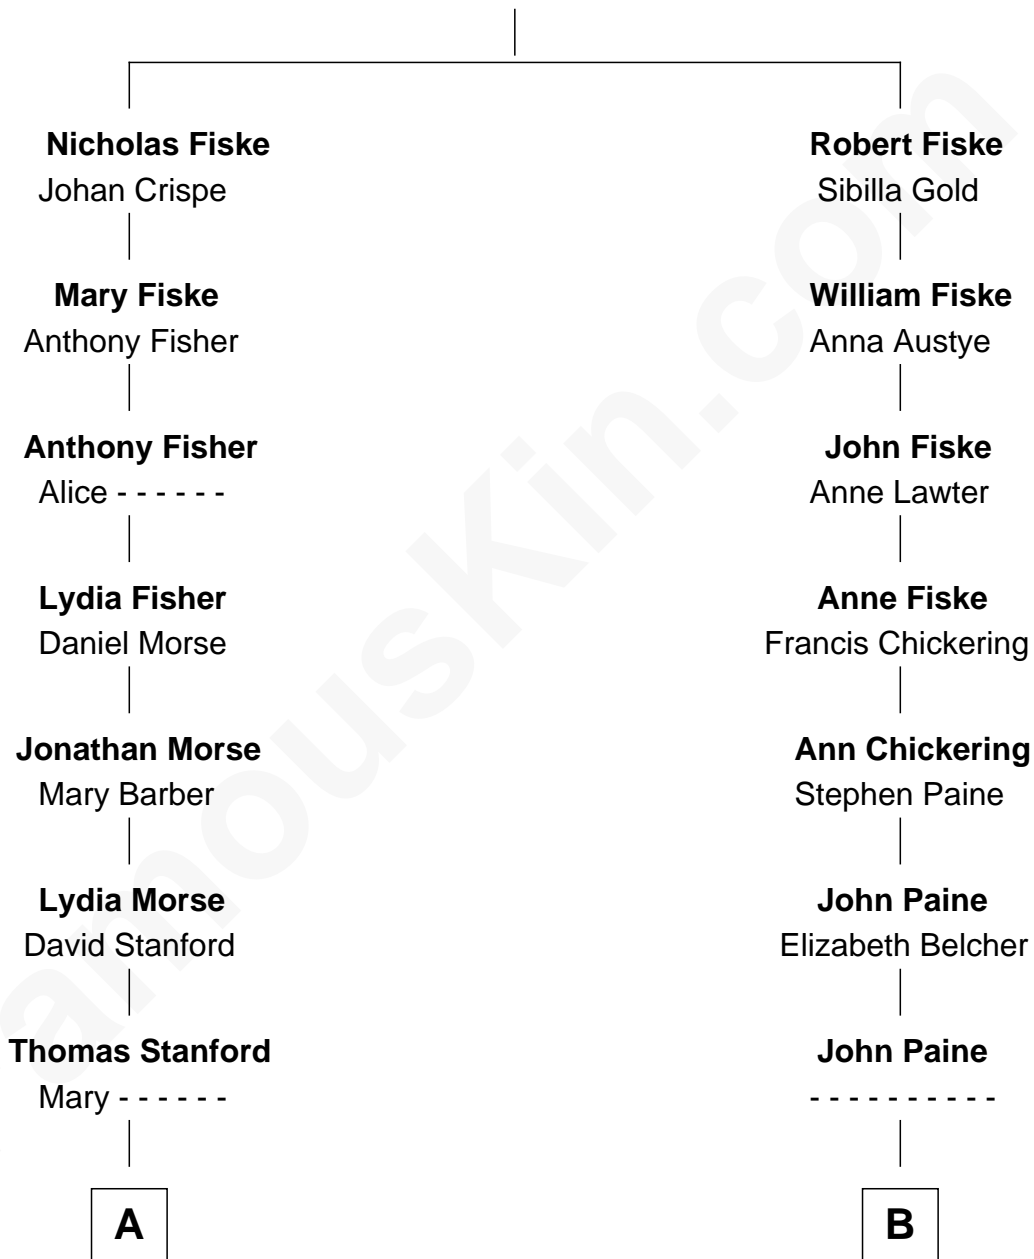 Nicholas Fiske
Johan Crispe
Mary Fiske
Anthony Fisher
Anthony Fisher
Alice - - - - - -
Lydia Fisher
Daniel Morse
Jonathan Morse
Mary Barber
Lydia Morse
David Stanford
Thomas Stanford
Mary - - - - - -
A
Robert Fiske
Sibilla Gold
William Fiske
Anna Austye
John Fiske
Anne Lawter
Anne Fiske
Francis Chickering
Ann Chickering
Stephen Paine
John Paine
Elizabeth Belcher
John Paine
- - - - - - - - - -
B
amouskin.com